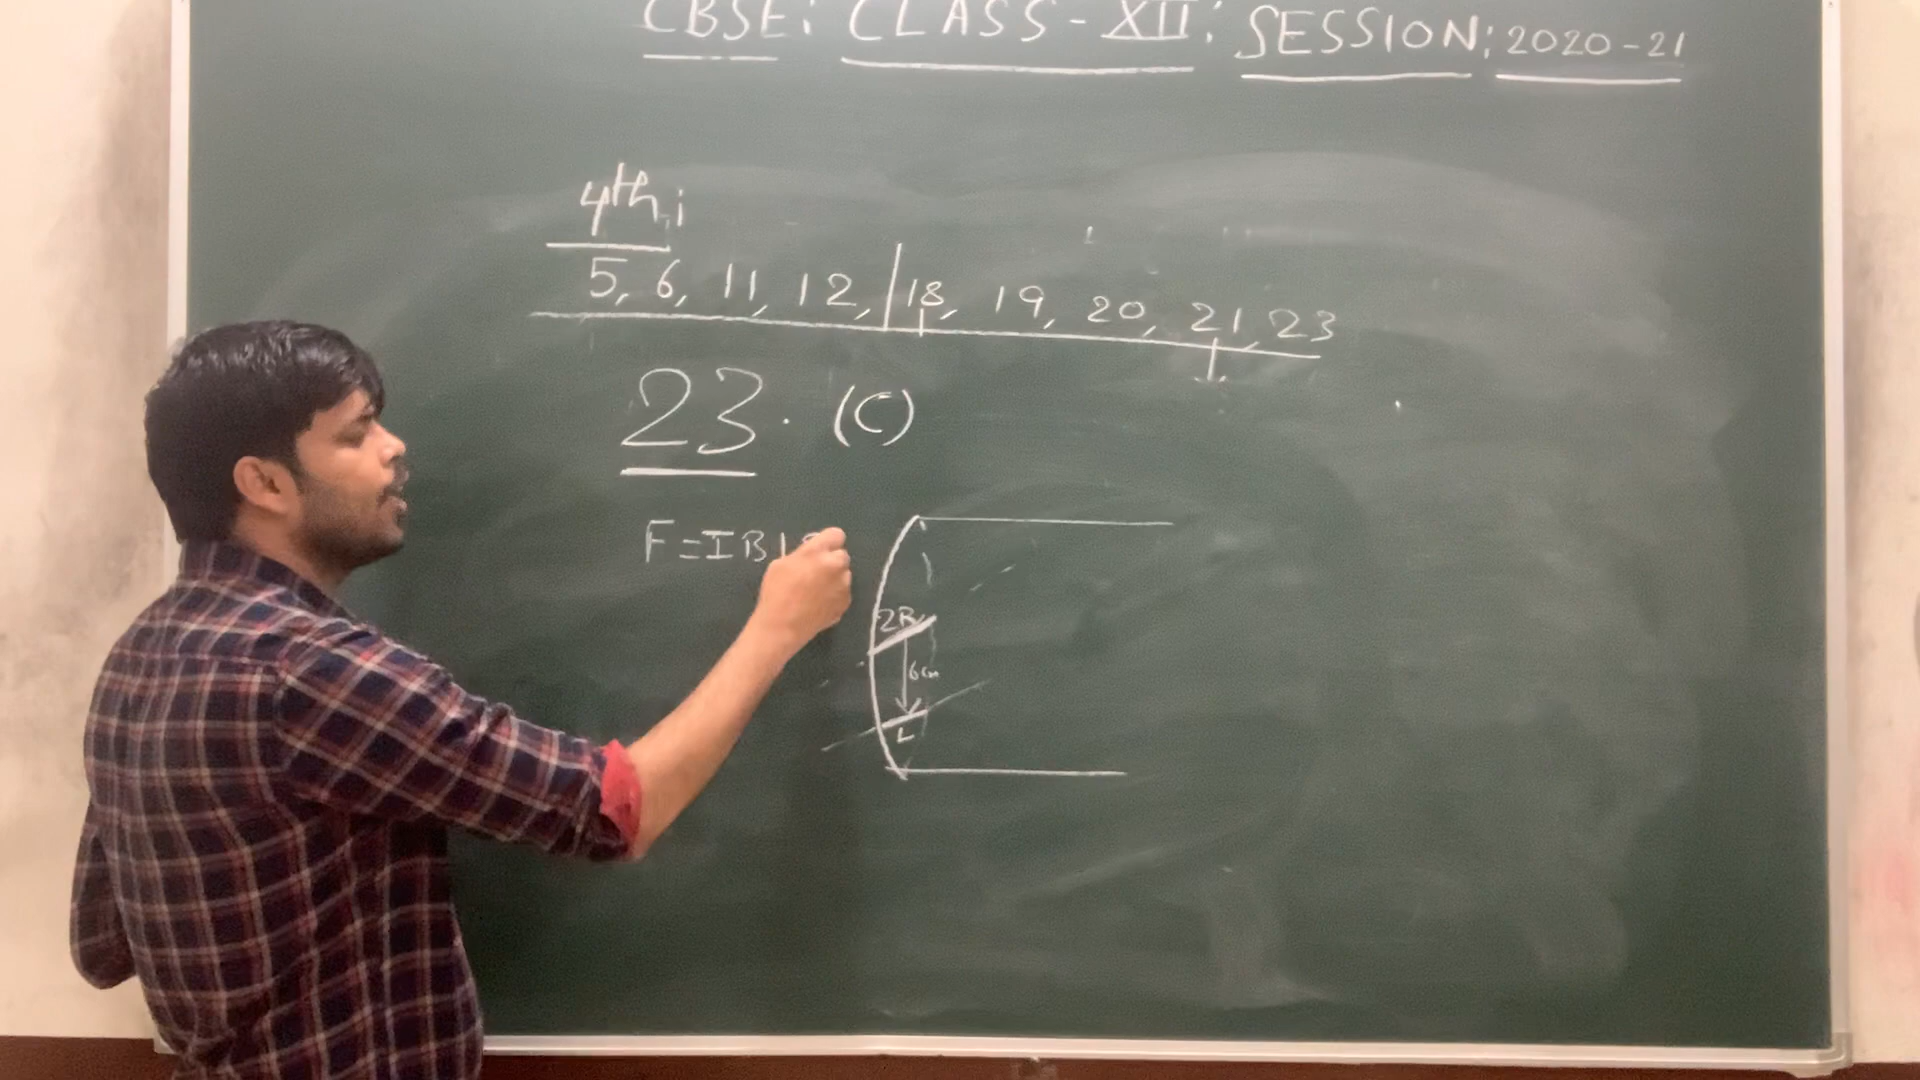 CBSE: CLASS-XII: SESSION: 2020-21
4th:
5, 6, 11, 12, 18, 19, 20, 21, 23
23. (C)
F=IBl
2R
6cm
L